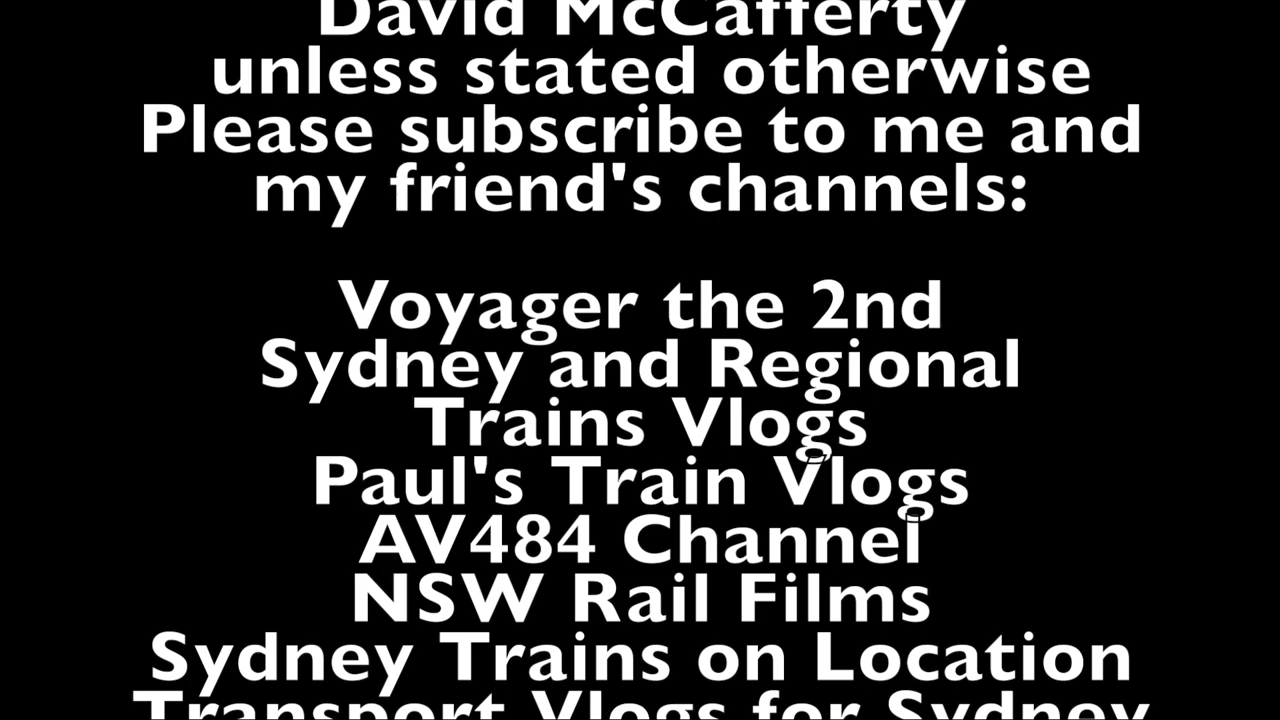 David McCafferty
unless stated otherwise
Please subscribe to me and
my friend's channels:
Voyager the 2nd
Sydney and Regional
Trains Vlogs
Paul's Train Vlogs
AV484 Channel
NSW Rail Films
Sydney Trains on Location
Transport Vlogs for Sydney